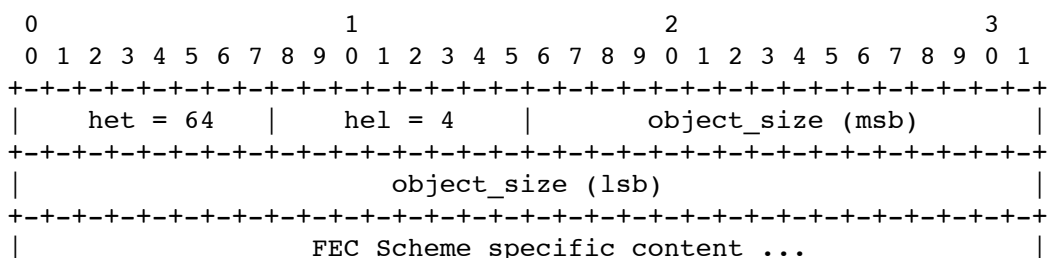 0                   1                   2                   3
 0 1 2 3 4 5 6 7 8 9 0 1 2 3 4 5 6 7 8 9 0 1 2 3 4 5 6 7 8 9 0 1
+-+-+-+-+-+-+-+-+-+-+-+-+-+-+-+-+-+-+-+-+-+-+-+-+-+-+-+-+-+-+-+-+
|    het = 64   |    hel = 4    |       object_size (msb)       |
+-+-+-+-+-+-+-+-+-+-+-+-+-+-+-+-+-+-+-+-+-+-+-+-+-+-+-+-+-+-+-+-+
|                       object_size (lsb)                       |
+-+-+-+-+-+-+-+-+-+-+-+-+-+-+-+-+-+-+-+-+-+-+-+-+-+-+-+-+-+-+-+-+
|                  FEC Scheme specific content ...              |